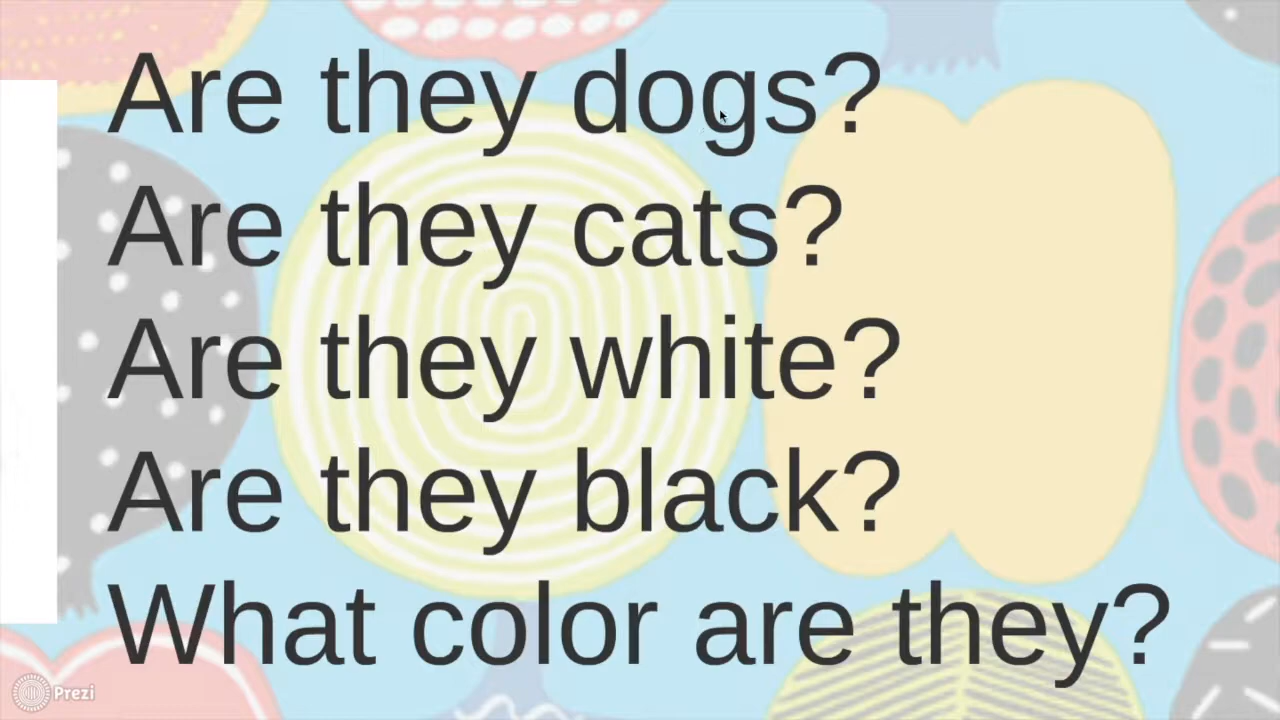 Are they dogs?
Are they cats?
Are they white?
Are they black?
What color are they?
Prezi